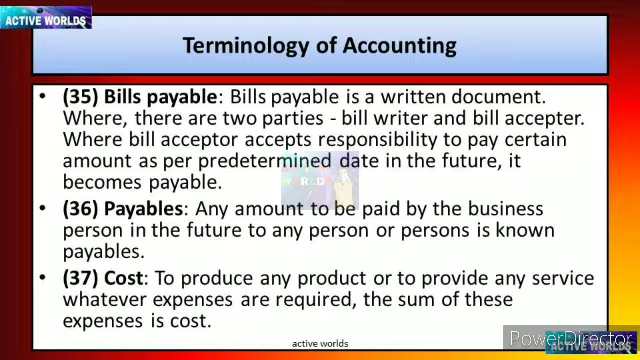 ACTIVE WORLDS
Terminology of Accounting
• (35) Bills payable: Bills payable is a written document.
Where, there are two parties - bill writer and bill accepter.
Where bill acceptor accepts responsibility to pay certain
amount as per predetermined date in the future, it
becomes payable.
• (36) Payables: Any amount to be paid by the business
person in the future to any person or persons is known
payables.
• (37) Cost: To produce any product or to provide any service
whatever expenses are required, the sum of these
expenses is cost.
active worlds
PowerDirector
ACTIVE WORLDS